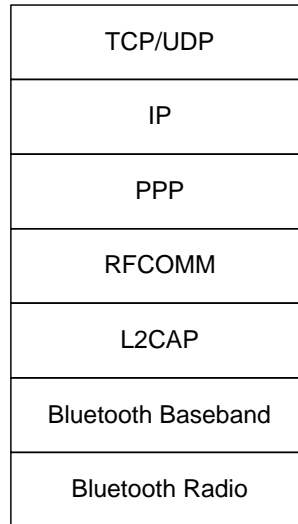 TCP/UDP
IP
PPP
RFCOMM
L2CAP
Bluetooth Baseband
Bluetooth Radio